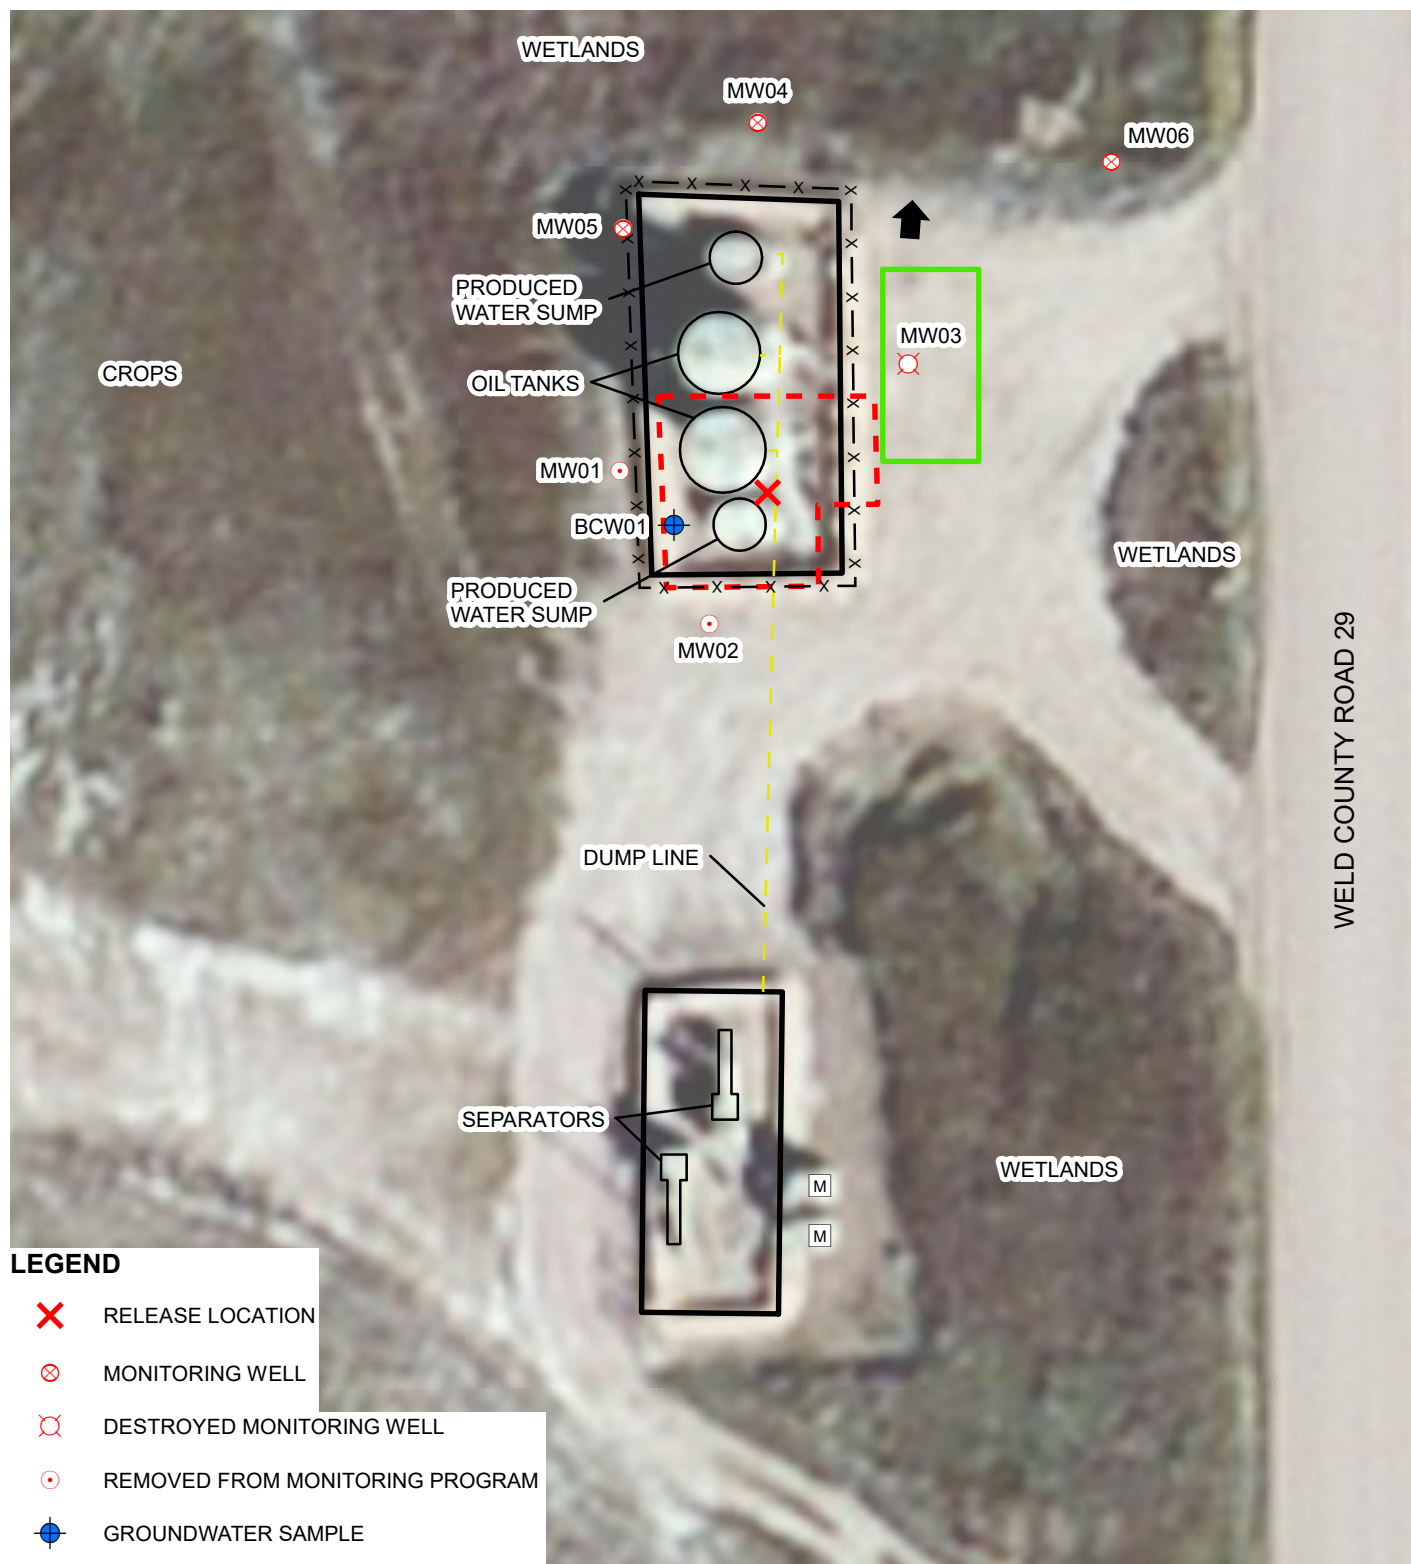 WETLANDS
MW04
MW06
MW05
PRODUCED
WATER SUMP
MW03
CROPS
OIL TANKS
MW01
BCW01
WETLANDS
PRODUCED
WATER SUMP
MW02
WELD COUNTY ROAD 29
DUMP LINE
SEPARATORS
WETLANDS
M
M
LEGEND
RELEASE LOCATION
MONITORING WELL
DESTROYED MONITORING WELL
REMOVED FROM MONITORING PROGRAM
GROUNDWATER SAMPLE